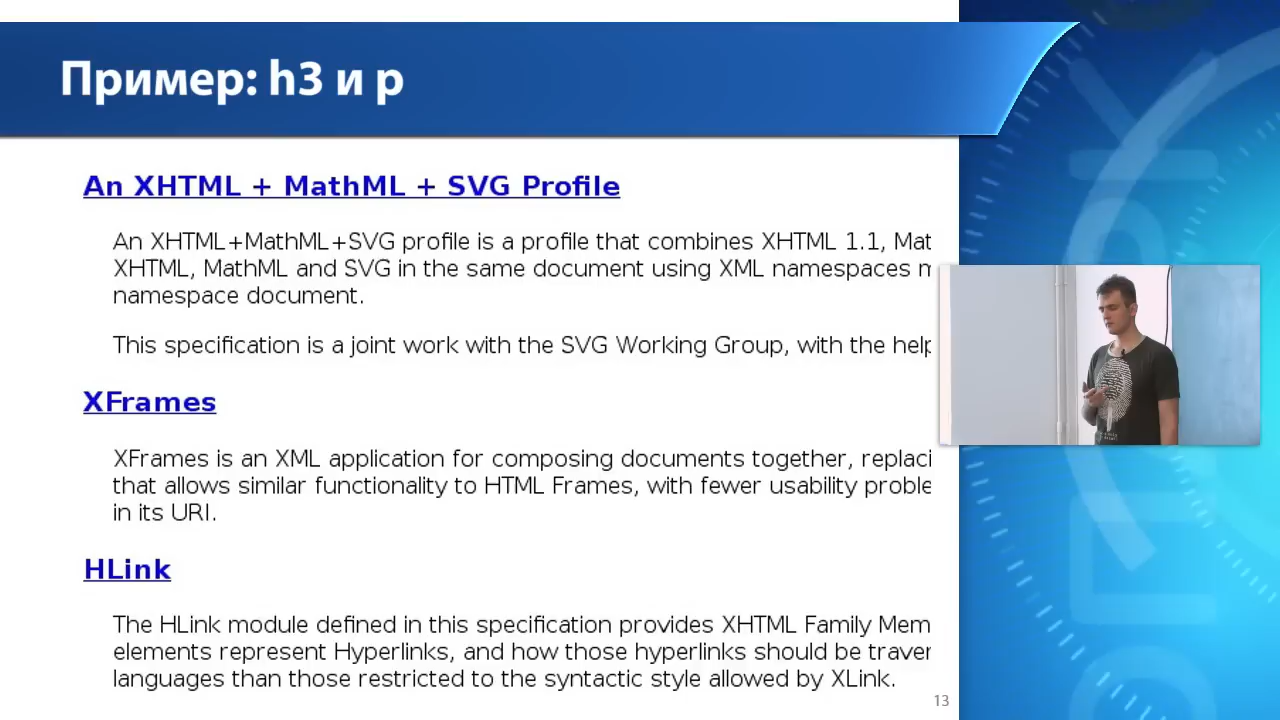 Пример: h3 и p
An XHTML + MathML + SVG Profile
An XHTML+MathML+SVG profile is a profile that combines XHTML 1.1, Mat
XHTML, MathML and SVG in the same document using XML namespaces
namespace document.
This specification is a joint work with the SVG Working Group, with the help
XFrames
XFrames is an XML application for composing documents together, replaci
that allows similar functionality to HTML Frames, with fewer usability proble
in its URI.
HLink
The HLink module defined in this specification provides XHTML Family Mem
elements represent Hyperlinks, and how those hyperlinks should be traver
languages than those restricted to the syntactic style allowed by XLink.
13